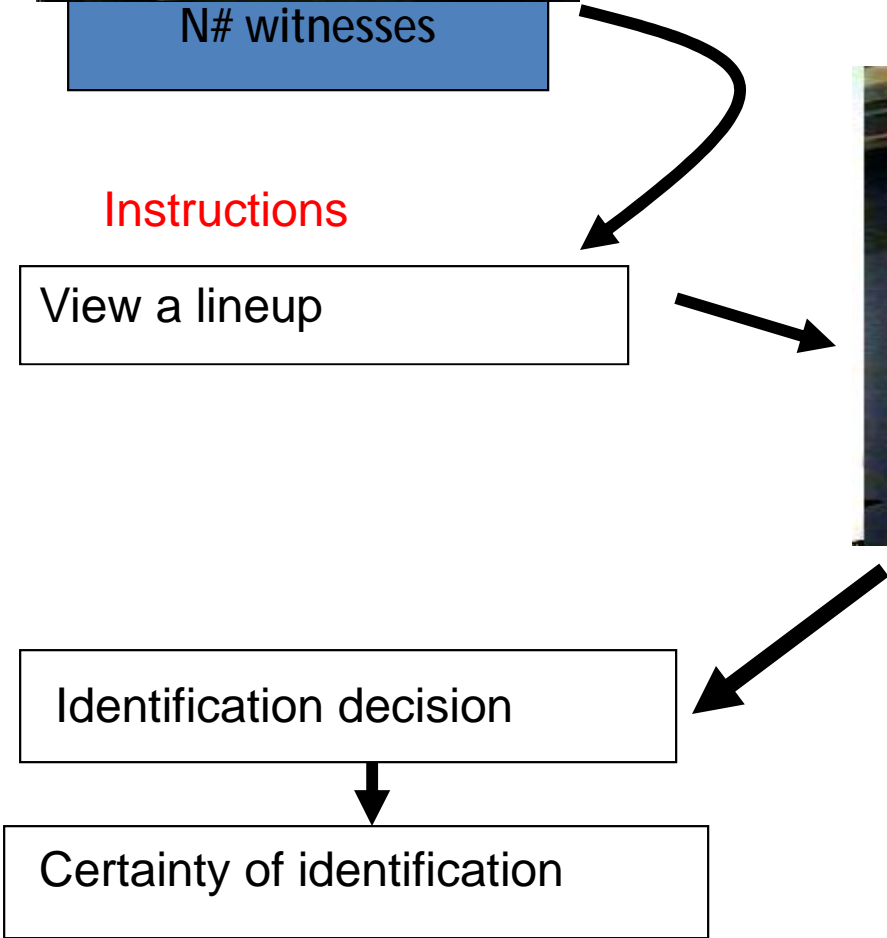 N# witnesses
Instructions
View a lineup
Identification decision
Certainty of identification